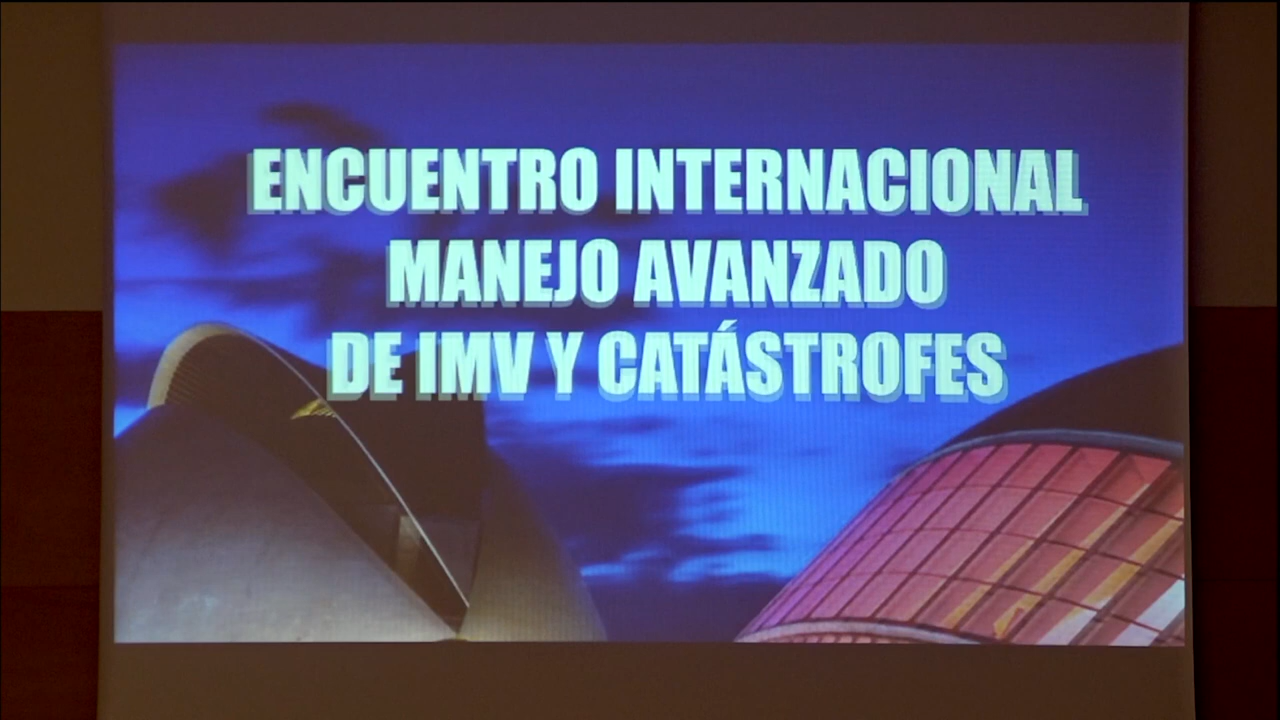 ENCUENTRO INTERNACIONAL
MANEJO AVANZADO
DE IMV Y CATÁSTROFES